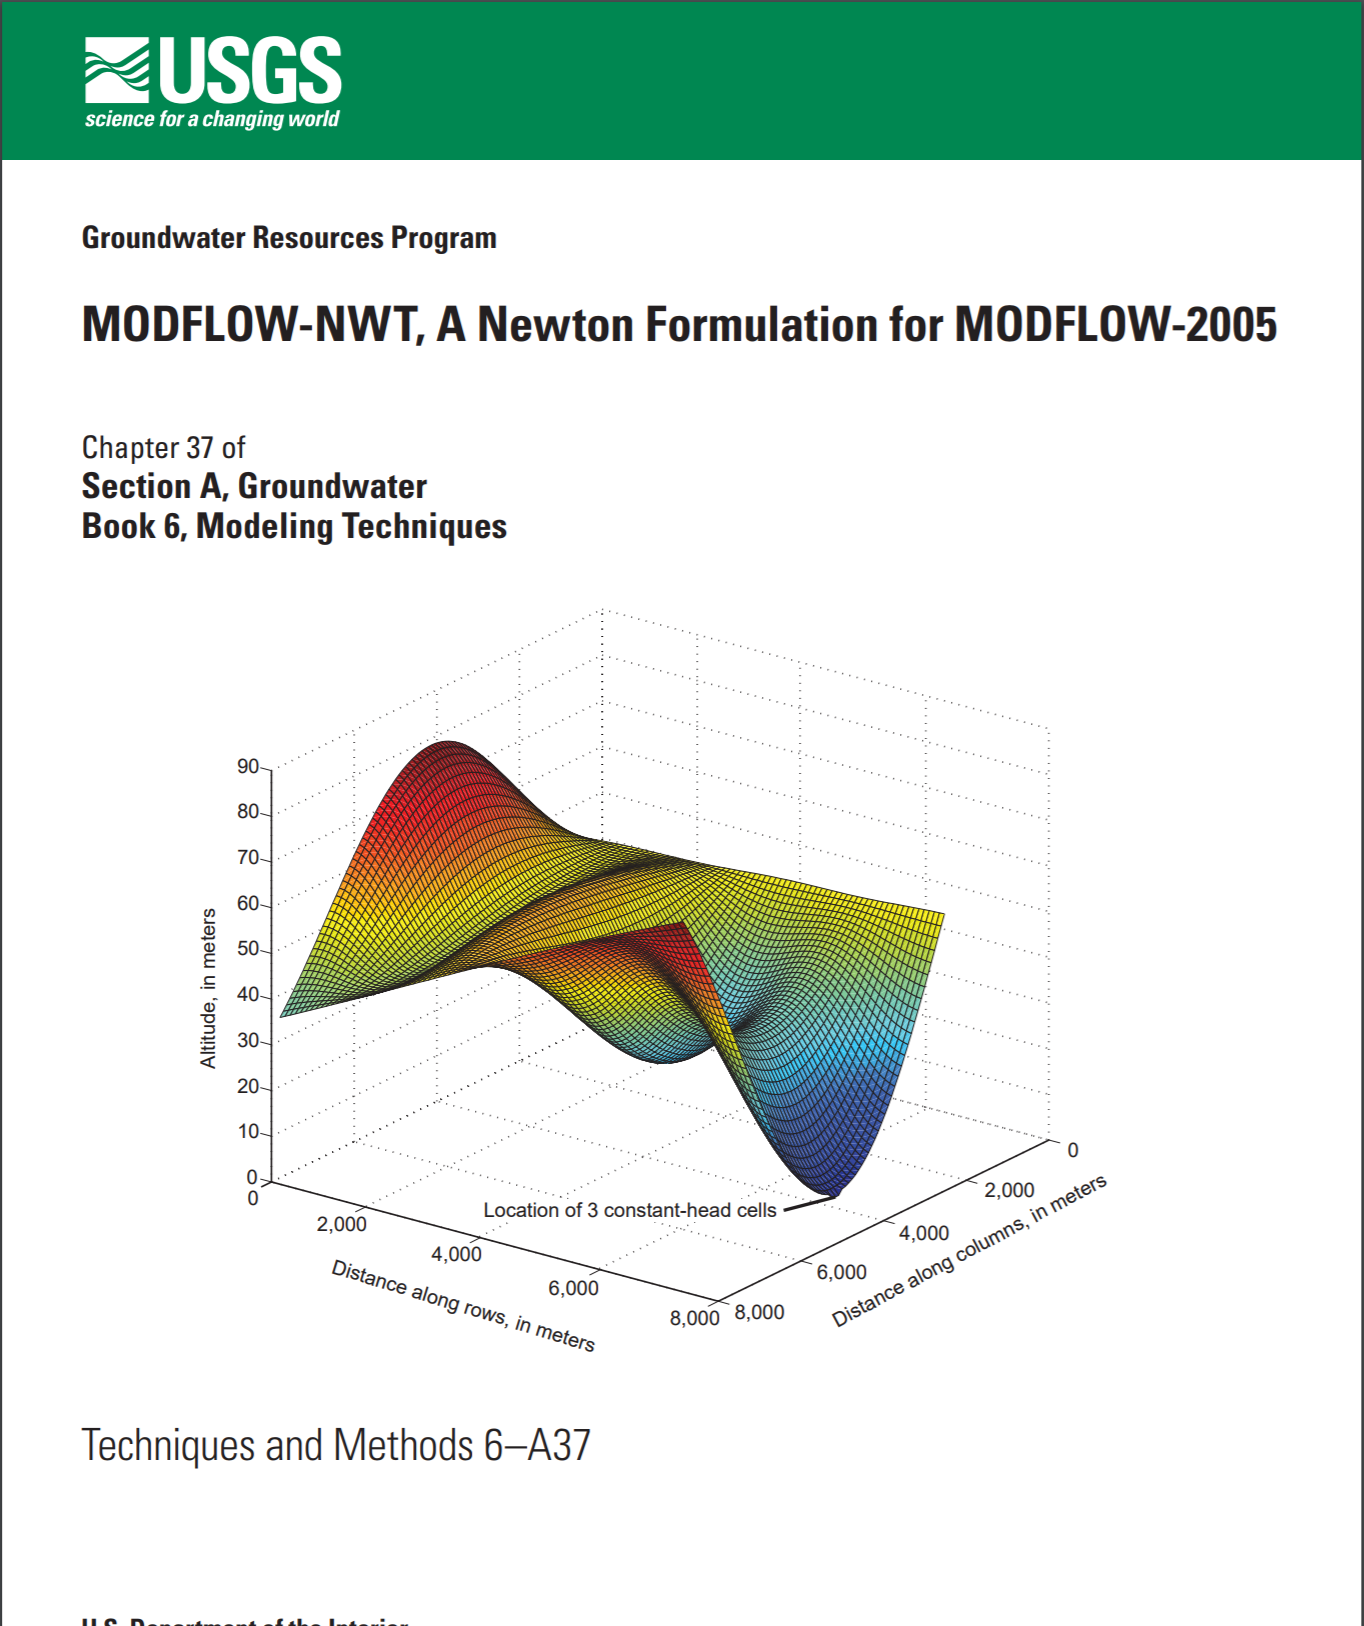 USGS
science for a changing world
Groundwater Resources Program
MODFLOW-NWT, A Newton Formulation for MODFLOW-2005
Chapter 37 of
Section A, Groundwater
Book 6, Modeling Techniques
90
80
70
60
50
40
30
20
10
0
Altitude, in meters
0
2,000
4,000
6,000
8,000
Distance along rows, in meters
Location of 3 constant-head cells
0
2,000
4,000
6,000
8,000
Distance along columns, in meters
Techniques and Methods 6–A37
U.S. Department of the Interior